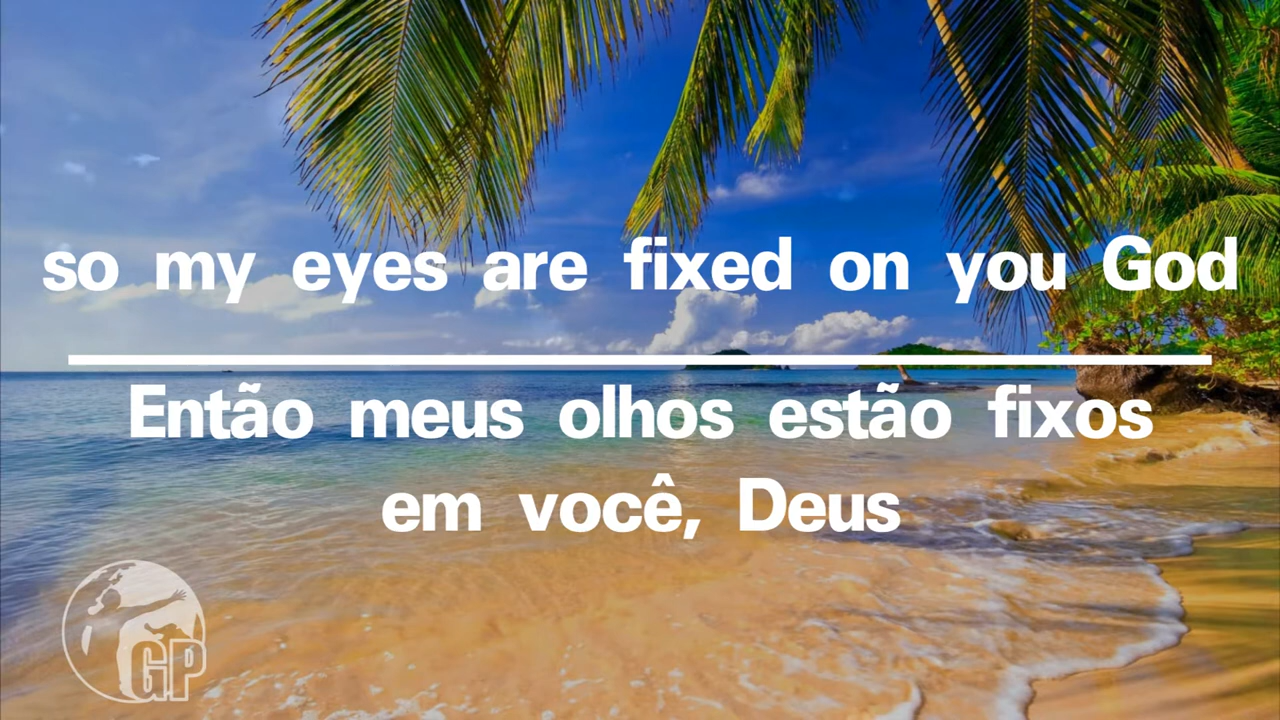 so my eyes are fixed on you God
Então meus olhos estão fixos
em você, Deus
GP